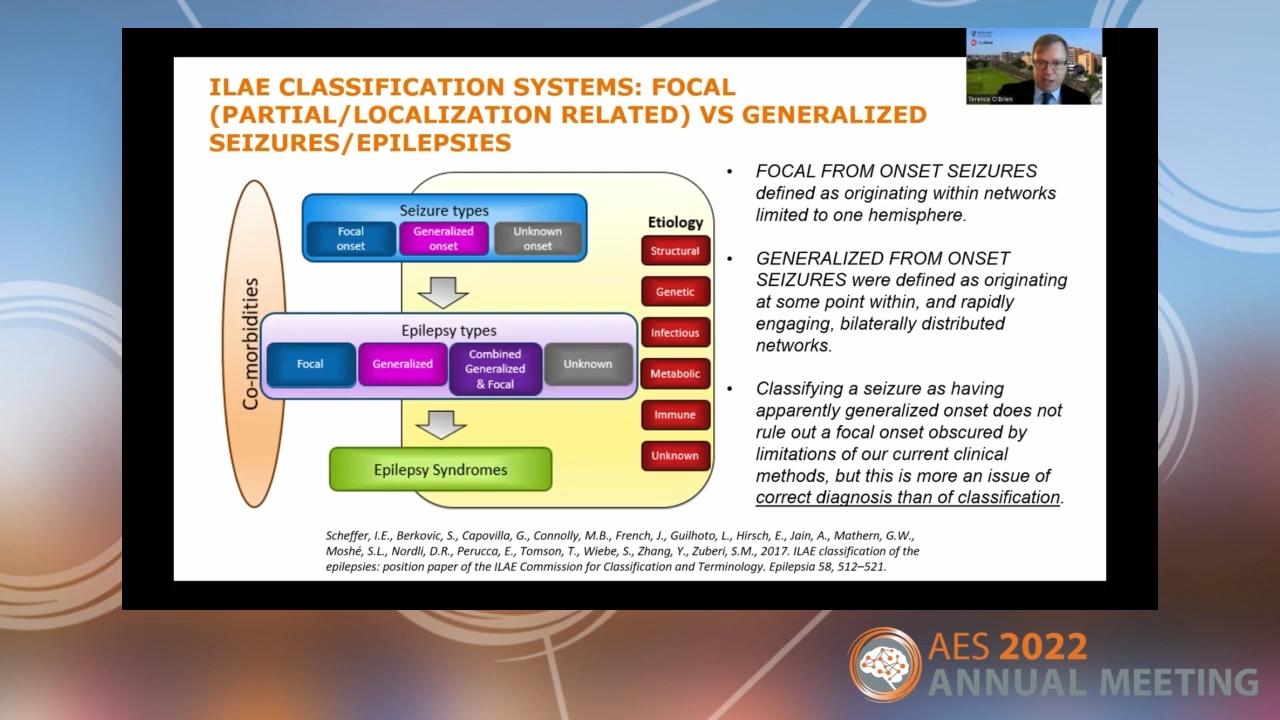 ILAE CLASSIFICATION SYSTEMS: FOCAL
(PARTIAL/LOCALIZATION RELATED) VS GENERALIZED
SEIZURES/EPILEPSIES
Terence O'Brien
Co-morbidities
Seizure types
Focal
onset
Generalized
onset
Unknown
onset
Epilepsy types
Focal
Generalized
Combined
Generalized
& Focal
Unknown
Epilepsy Syndromes
Etiology
Structural
Genetic
Infectious
Metabolic
Immune
Unknown
• FOCAL FROM ONSET SEIZURES
defined as originating within networks
limited to one hemisphere.
• GENERALIZED FROM ONSET
SEIZURES were defined as originating
at some point within, and rapidly
engaging, bilaterally distributed
networks.
• Classifying a seizure as having
apparently generalized onset does not
rule out a focal onset obscured by
limitations of our current clinical
methods, but this is more an issue of
correct diagnosis than of classification.
Scheffer, I.E., Berkovic, S., Capovilla, G., Connolly, M.B., French, J., Guilhoto, L., Hirsch, E., Jain, A., Mathern, G.W.,
Moshé, S.L., Nordli, D.R., Perucca, E., Tomson, T., Wiebe, S., Zhang, Y., Zuberi, S.M., 2017. ILAE classification of the
epilepsies: position paper of the ILAE Commission for Classification and Terminology. Epilepsia 58, 512–521.
AES 2022
ANNUAL MEETING